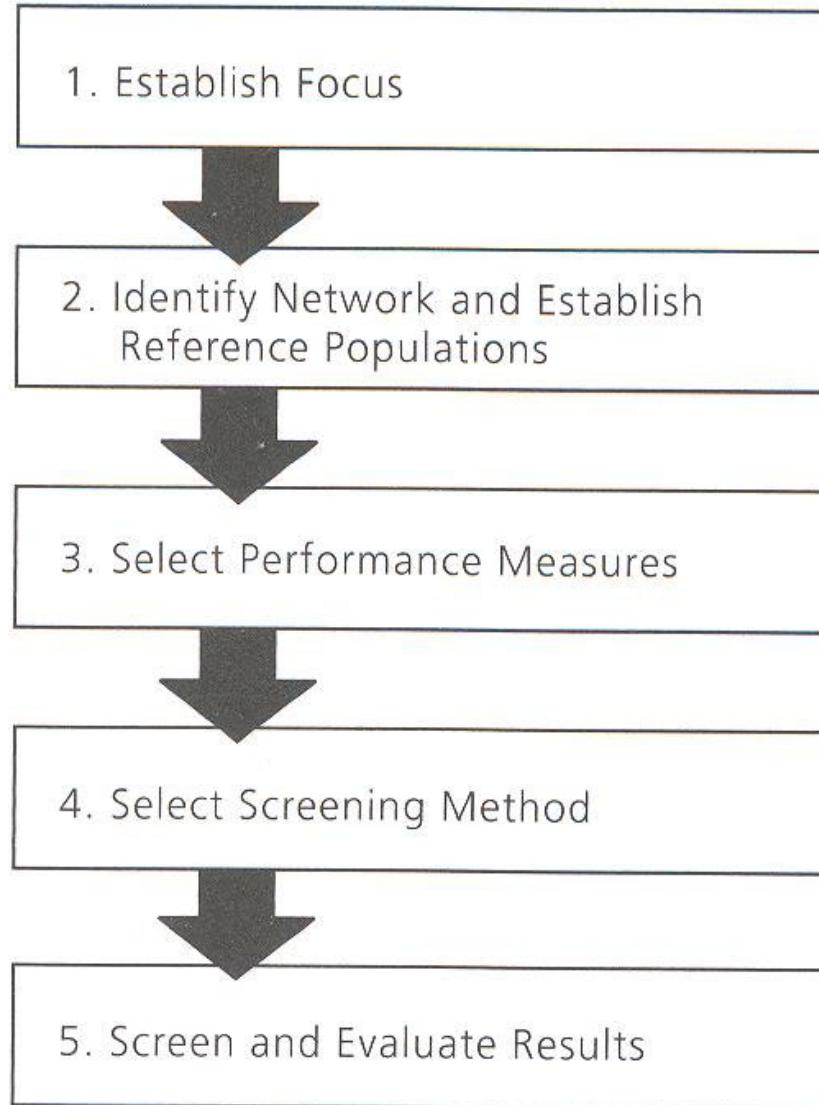 1. Establish Focus
2. Identify Network and Establish
Reference Populations
3. Select Performance Measures
4. Select Screening Method
5. Screen and Evaluate Results